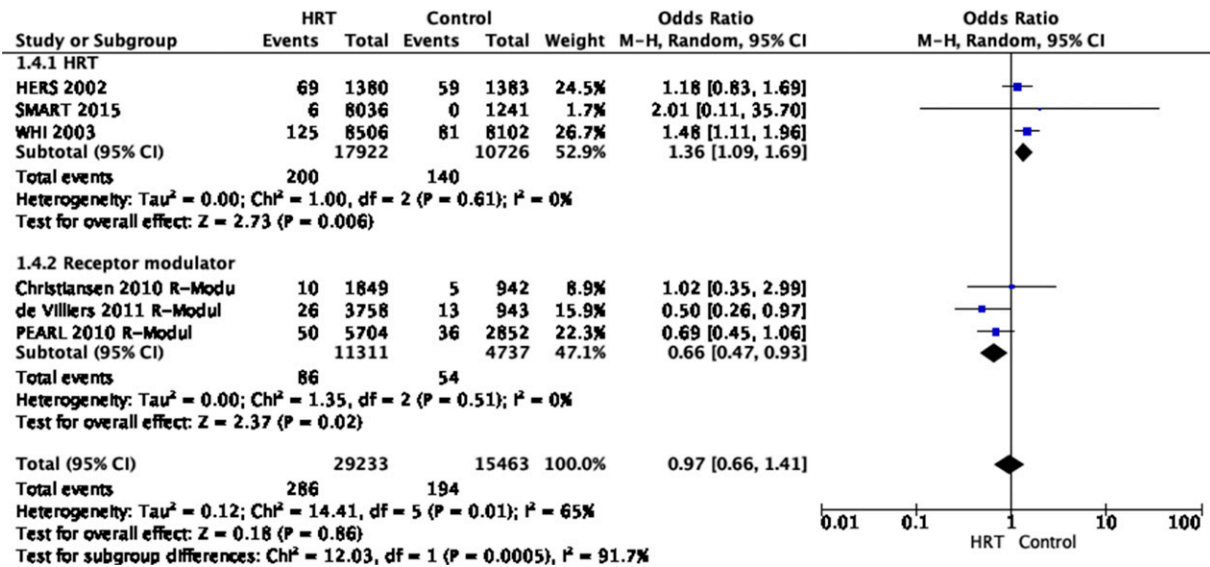 HRT Control Odds Ratio Odds Ratio
Study or Subgroup Events Total Events Total Weight M-H, Random, 95% CI M-H, Random, 95% CI
1.4.1 HRT
HERS 2002 69 1380 59 1383 24.5% 1.18 [0.83, 1.69]
SMART 2015 6 8036 0 1241 1.7% 2.01 [0.11, 35.70]
WHI 2003 125 8506 81 8102 26.7% 1.48 [1.11, 1.96]
Subtotal (95% CI) 17922 10726 52.9% 1.36 [1.09, 1.69]
Total events 200 140
Heterogeneity: Tau² = 0.00; Chi² = 1.00, df = 2 (P = 0.61); I² = 0%
Test for overall effect: Z = 2.73 (P = 0.006)
1.4.2 Receptor modulator
Christiansen 2010 R-Modu 10 1849 5 942 8.9% 1.02 [0.35, 2.99]
de Villiers 2011 R-Modul 26 3758 13 943 15.9% 0.50 [0.26, 0.97]
PEARL 2010 R-Modul 50 5704 36 2852 22.3% 0.69 [0.45, 1.06]
Subtotal (95% CI) 11311 4737 47.1% 0.66 [0.47, 0.93]
Total events 86 54
Heterogeneity: Tau² = 0.00; Chi² = 1.35, df = 2 (P = 0.51); I² = 0%
Test for overall effect: Z = 2.37 (P = 0.02)
Total (95% CI) 29233 15463 100.0% 0.97 [0.66, 1.41]
Total events 286 194
Heterogeneity: Tau² = 0.12; Chi² = 14.41, df = 5 (P = 0.01); I² = 65%
Test for overall effect: Z = 0.18 (P = 0.86)
Test for subgroup differences: Chi² = 12.03, df = 1 (P = 0.0005), I² = 91.7%
0.01 0.1 1 10 100
HRT Control